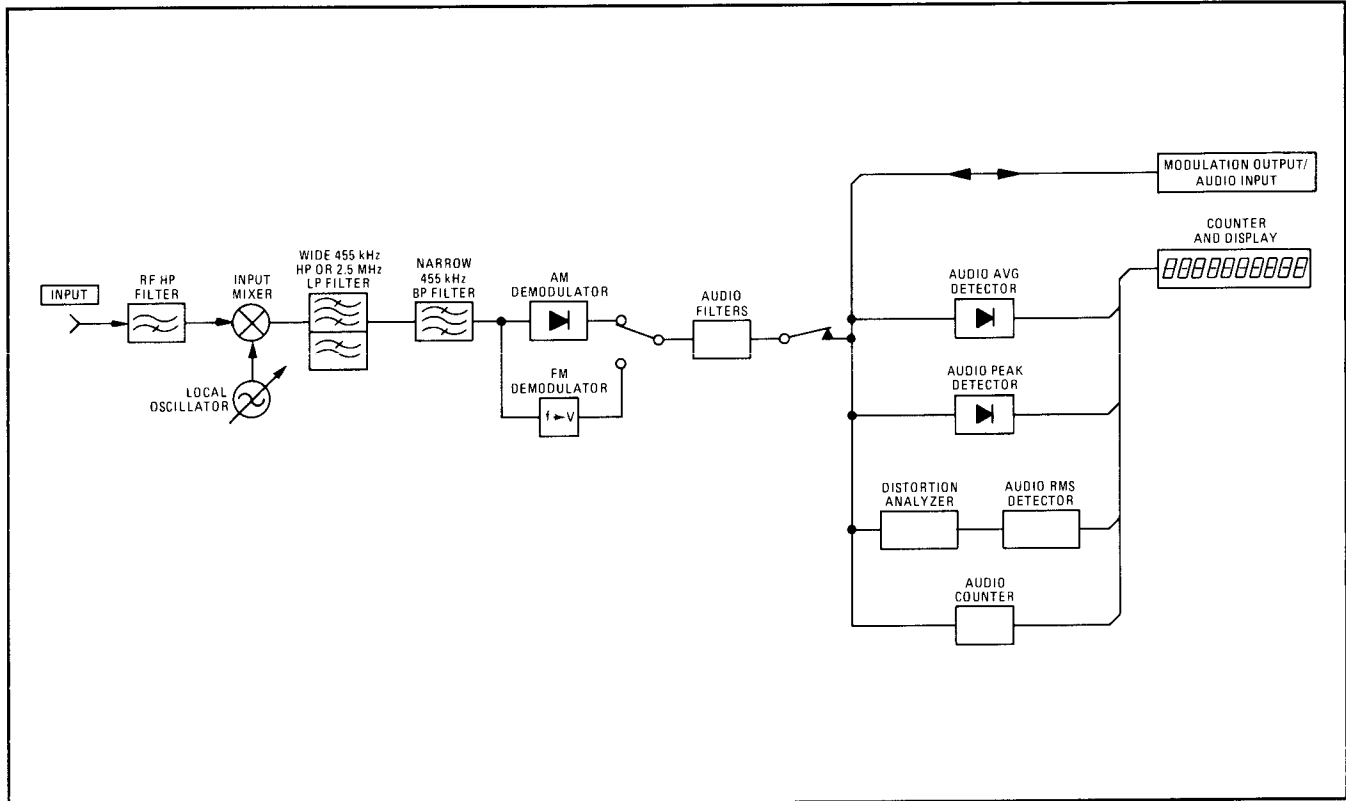 MODULATION OUTPUT/
AUDIO INPUT
COUNTER
AND DISPLAY
WIDE 455 kHz
HP OR 2.5 MHz
LP FILTER
NARROW
455 kHz
BP FILTER
RF HP
FILTER
INPUT
MIXER
AM
DEMODULATOR
AUDIO AVG
DETECTOR
INPUT
AUDIO
FILTERS
LOCAL
OSCILLATOR
FM
DEMODULATOR
f→V
AUDIO PEAK
DETECTOR
DISTORTION
ANALYZER
AUDIO RMS
DETECTOR
AUDIO
COUNTER